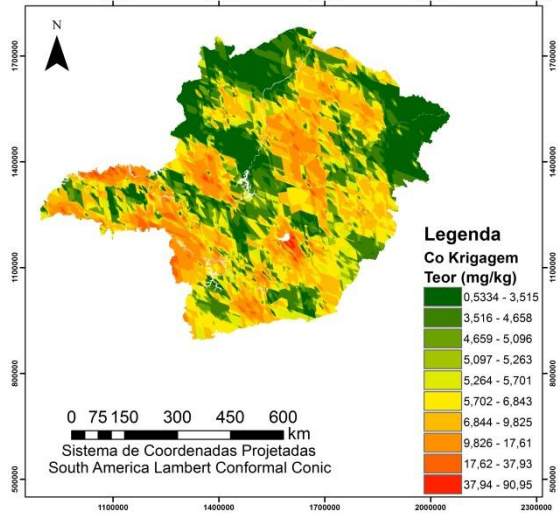 N
1700000
1400000
1100000
800000
500000
1700000
1400000
1100000
800000
500000
Legenda
Co Krigagem
Teor (mg/kg)
0,5334 - 3,515
3,516 - 4,658
4,659 - 5,096
5,097 - 5,263
5,264 - 5,701
5,702 - 6,843
6,844 - 9,825
9,826 - 17,61
17,62 - 37,93
37,94 - 90,95
0 75 150 300 450 600
km
Sistema de Coordenadas Projetadas
South America Lambert Conformal Conic
1100000 1400000 1700000 2000000 2300000